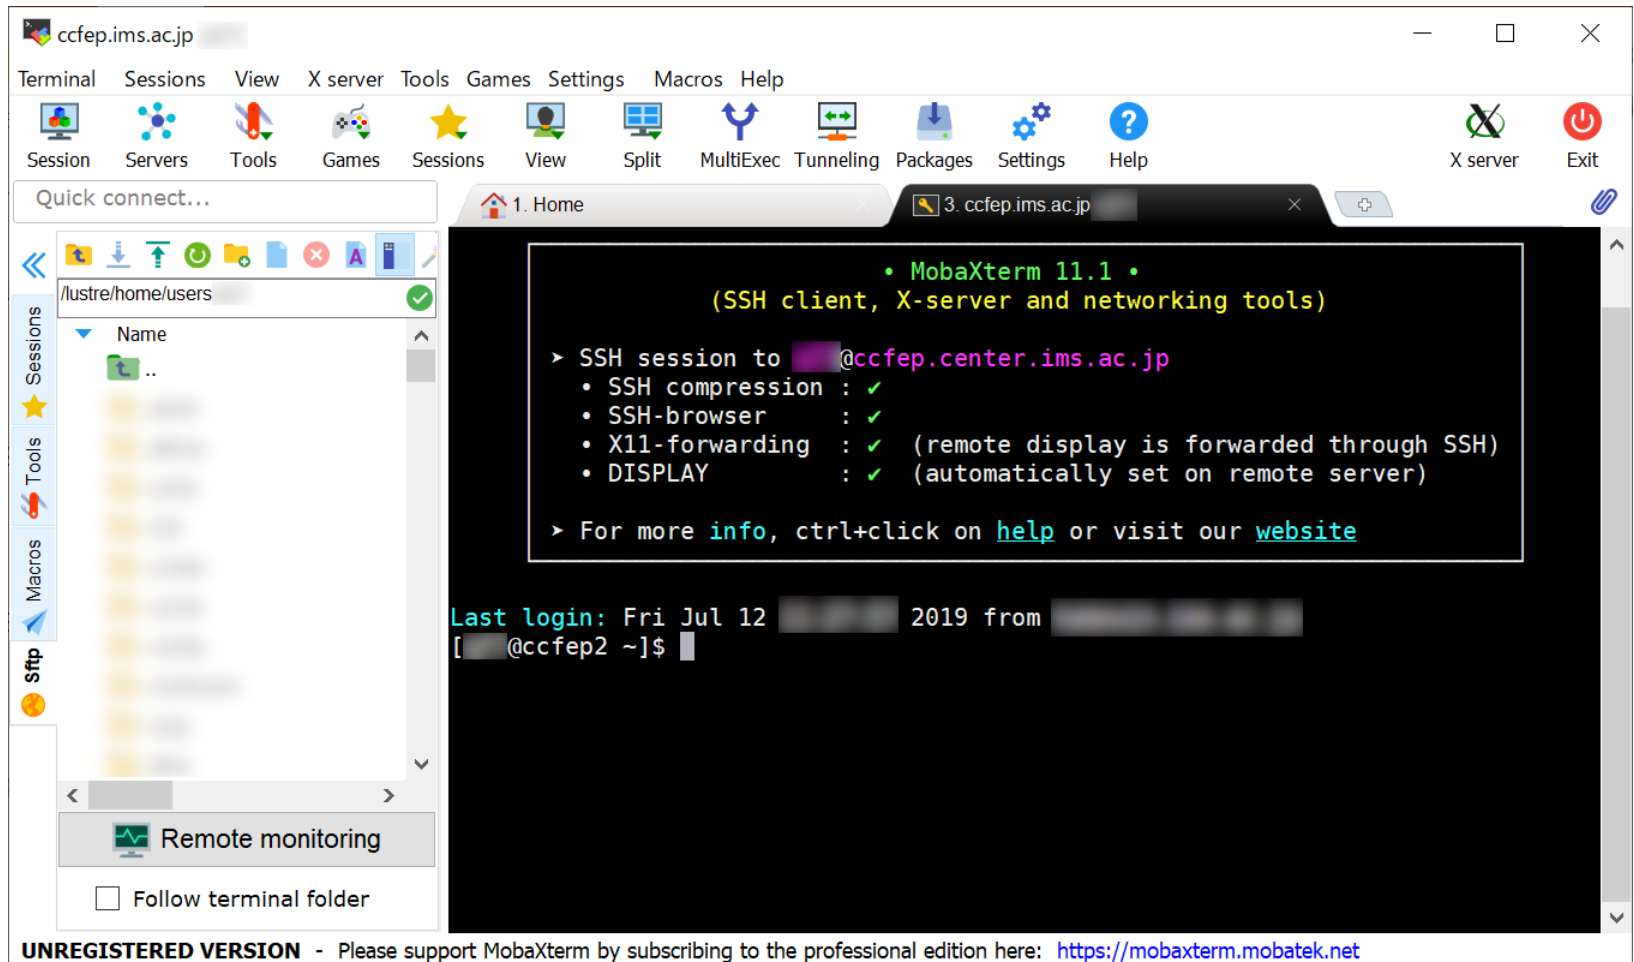 ccfep.ims.ac.jp
Terminal Sessions View X server Tools Games Settings Macros Help
Session Servers Tools Games Sessions View Split MultiExec Tunneling Packages Settings Help X server Exit
Quick connect...
1. Home
3. ccfep.ims.ac.jp
/lustre/home/users
Name
..
Sessions
Tools
Macros
Sftp
Remote monitoring
Follow terminal folder
• MobaXterm 11.1 •
(SSH client, X-server and networking tools)
➤ SSH session to @ccfep.center.ims.ac.jp
• SSH compression : ✔
• SSH-browser : ✔
• X11-forwarding : ✔ (remote display is forwarded through SSH)
• DISPLAY : ✔ (automatically set on remote server)
➤ For more info, ctrl+click on help or visit our website
Last login: Fri Jul 12 2019 from
[ @ccfep2 ~]$
UNREGISTERED VERSION - Please support MobaXterm by subscribing to the professional edition here: https://mobaxterm.mobatek.net